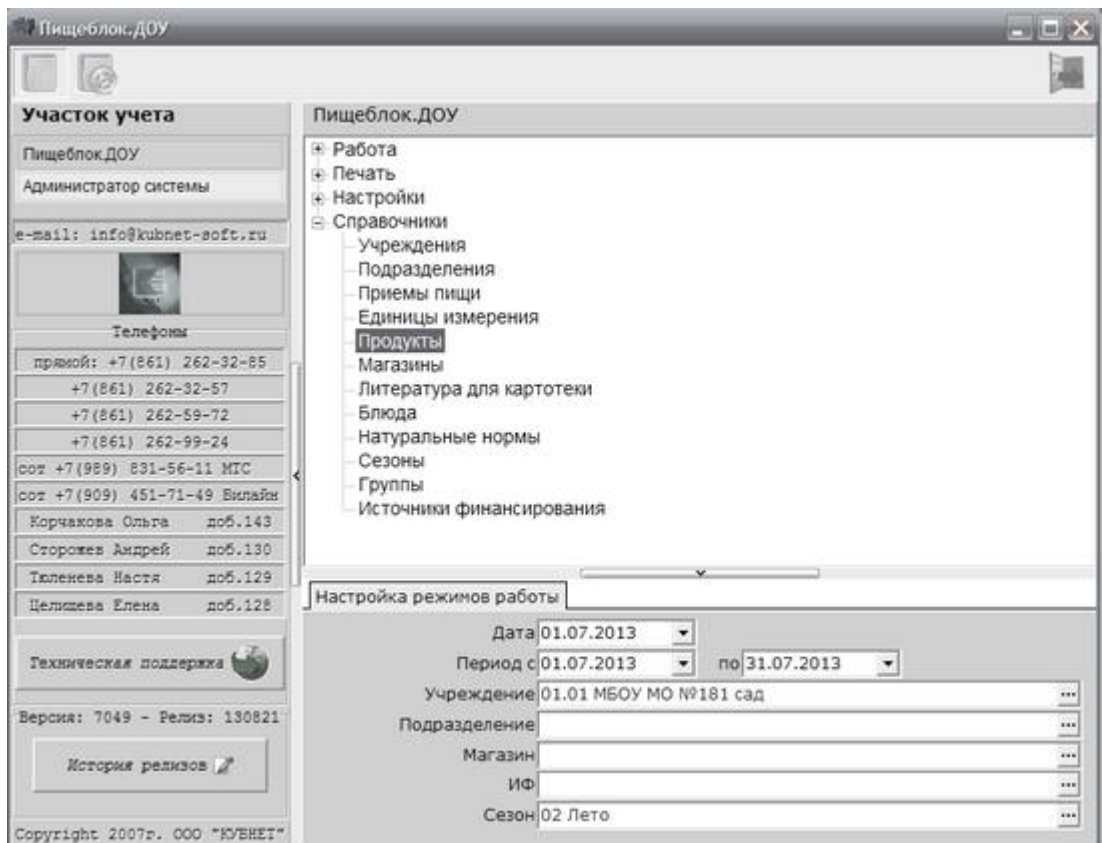 Пищеблок.ДОУ
Участок учета
Пищеблок.ДОУ
Администратор системы
e-mail: info@kubnet-soft.ru
Телефоны
прямой: +7(861) 262-32-85
+7(861) 262-32-57
+7(861) 262-59-72
+7(861) 262-99-24
сот +7(989) 831-56-11 МТС
сот +7(909) 451-71-49 Билайн
Корчакова Ольга доб.143
Сторожев Андрей доб.130
Тюленева Настя доб.129
Целищева Елена доб.128
Техническая поддержка
Версия: 7049 - Релиз: 130821
История релизов
Copyright 2007г. ООО "КУБНЕТ"
Пищеблок.ДОУ
Работа
Печать
Настройки
Справочники
Учреждения
Подразделения
Приемы пищи
Единицы измерения
Продукты
Магазины
Литература для картотеки
Блюда
Натуральные нормы
Сезоны
Группы
Источники финансирования
Настройка режимов работы
Дата 01.07.2013
Период с 01.07.2013 по 31.07.2013
Учреждение 01.01 МБОУ МО №181 сад
Подразделение
Магазин
ИФ
Сезон 02 Лето